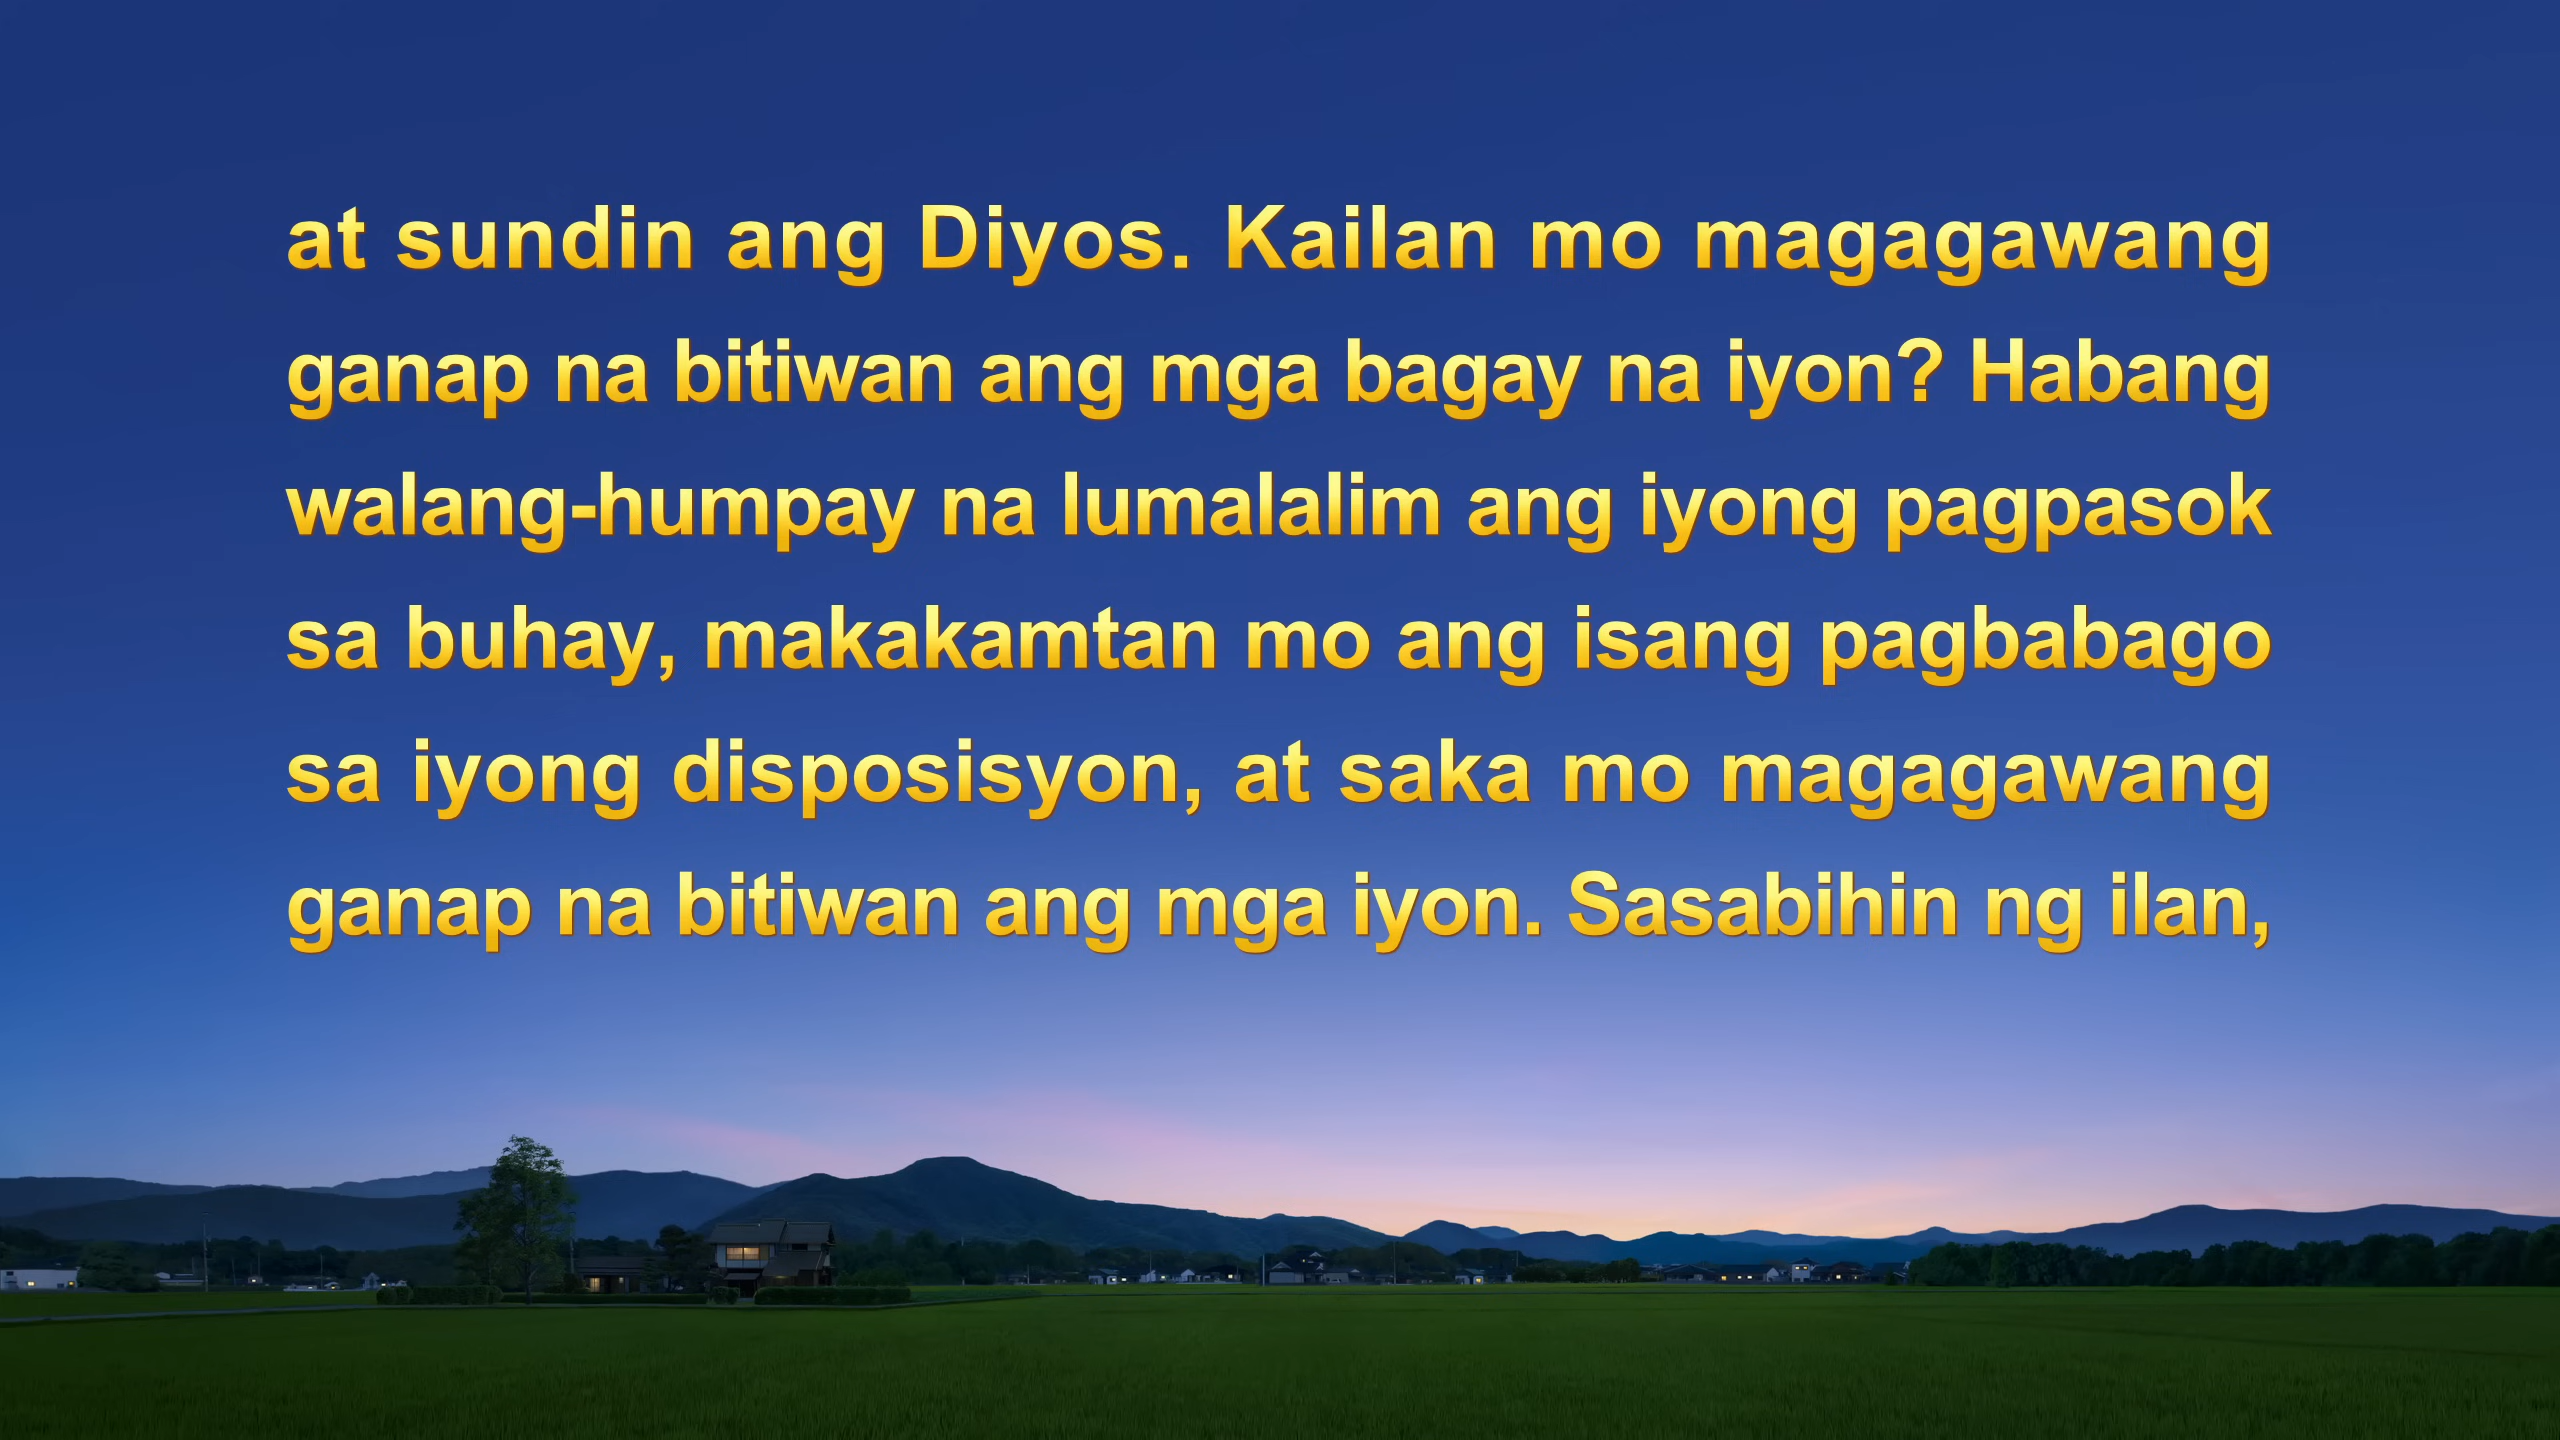 at sundin ang Diyos. Kailan mo magagawang
ganap na bitiwan ang mga bagay na iyon? Habang
walang-humpay na lumalalim ang iyong pagpasok
sa buhay, makakamtan mo ang isang pagbabago
sa iyong disposisyon, at saka mo magagawang
ganap na bitiwan ang mga iyon. Sasabihin ng ilan,